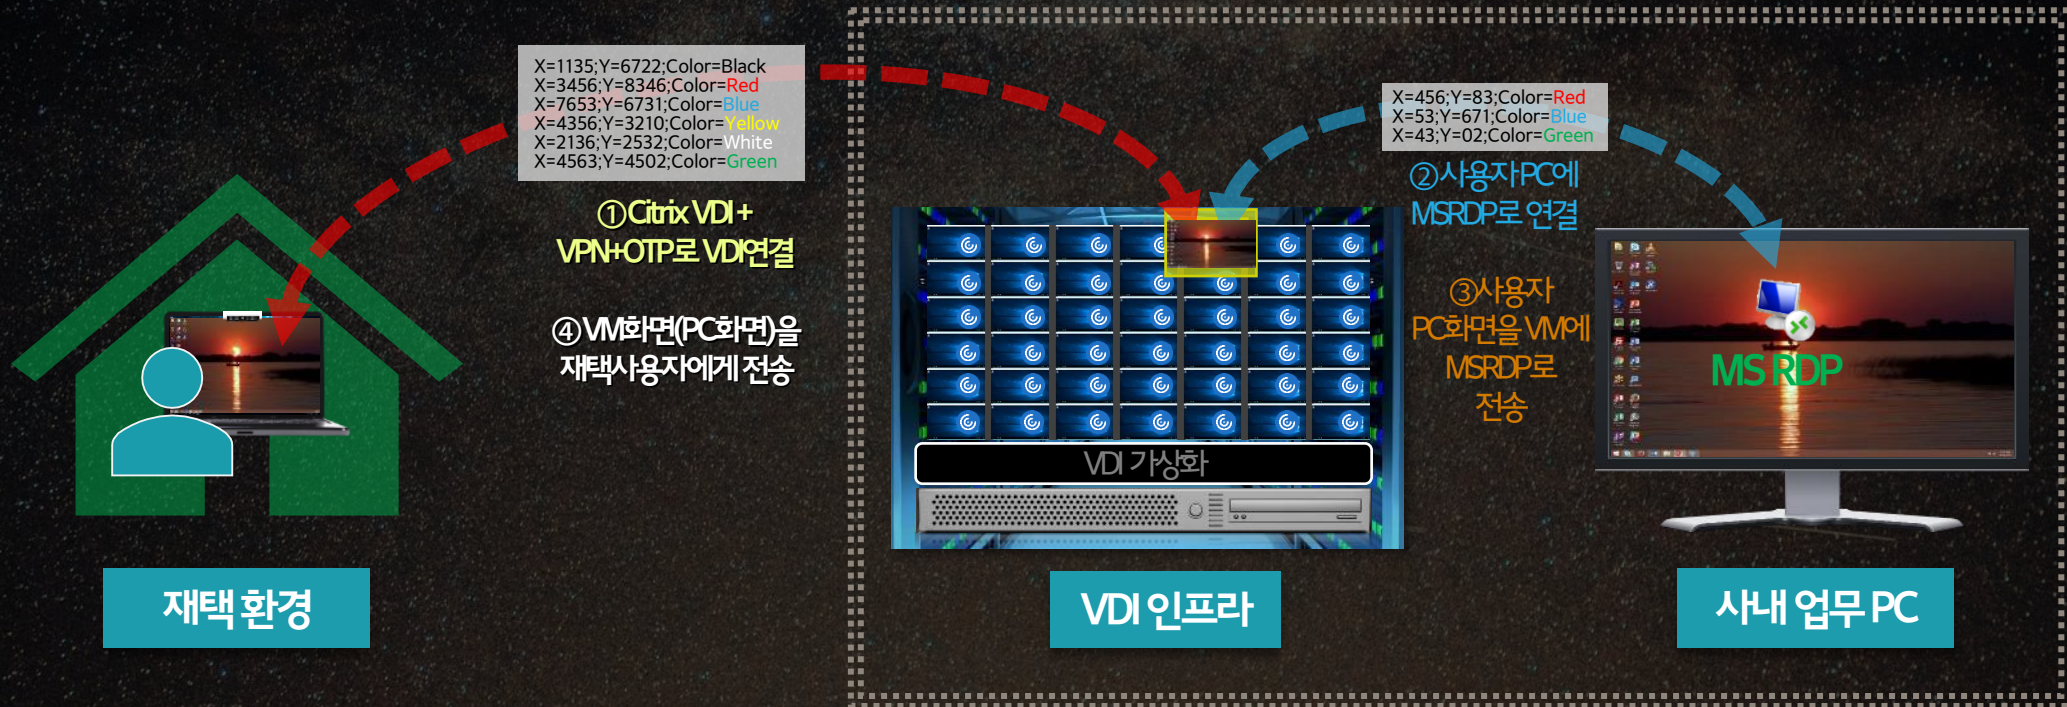 X=1135;Y=6722;Color=Black
X=3456;Y=8346;Color=Red
X=7653;Y=6731;Color=Blue
X=4356;Y=3210;Color=Yellow
X=2136;Y=2532;Color=White
X=4563;Y=4502;Color=Green
①Citrix VDI +
VPN+OTP로 VDI연결
④VM화면(PC화면)을
재택사용자에게 전송
X=456;Y=83;Color=Red
X=53;Y=671;Color=Blue
X=43;Y=02;Color=Green
②사용자PC에
MSRDP로 연결
③사용자
PC화면을 VM에
MSRDP로
전송
MS RDP
VDI 가상화
재택 환경
VDI 인프라
사내 업무 PC